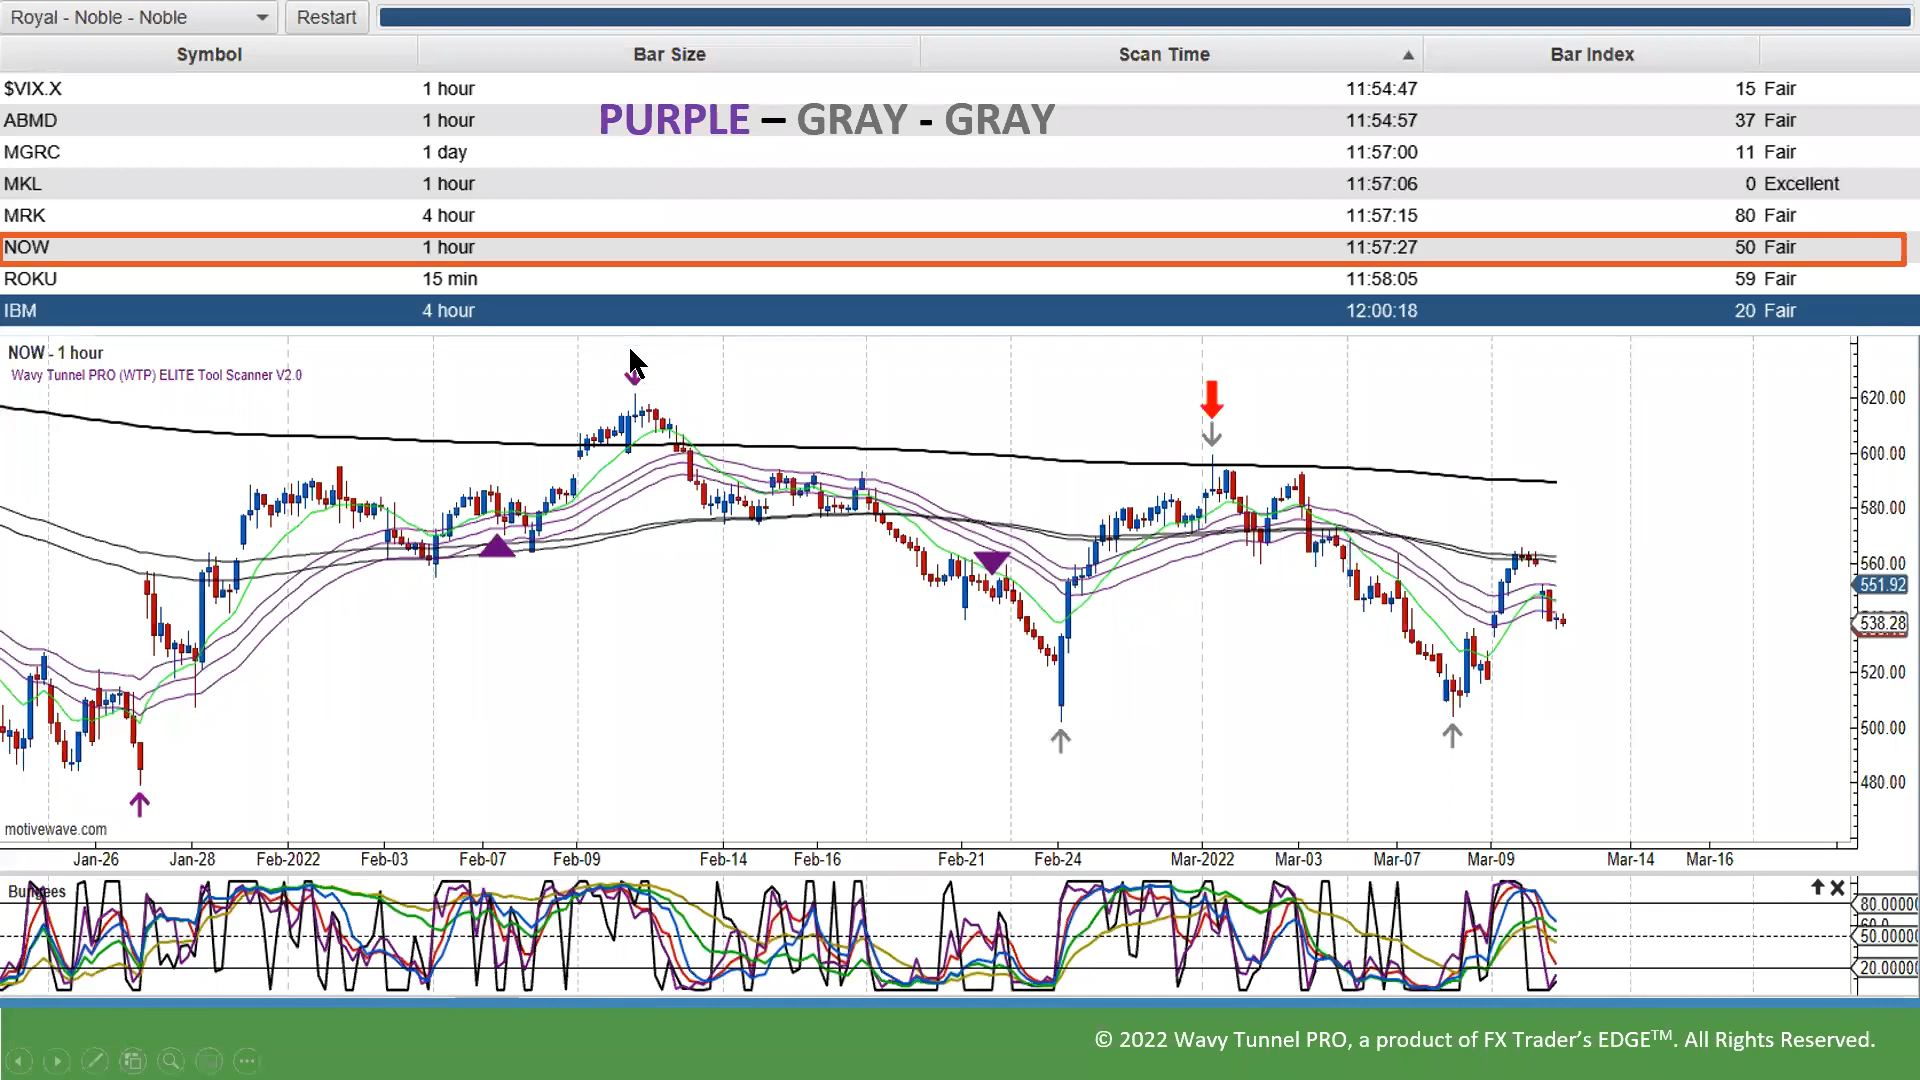 Royal - Noble - Noble Restart
Symbol Bar Size Scan Time Bar Index
$VIX.X 1 hour 11:54:47 15 Fair
ABMD 1 hour 11:54:57 37 Fair
PURPLE – GRAY - GRAY
MGRC 1 day 11:57:00 11 Fair
MKL 1 hour 11:57:06 0 Excellent
MRK 4 hour 11:57:15 80 Fair
NOW 1 hour 11:57:27 50 Fair
ROKU 15 min 11:58:05 59 Fair
IBM 4 hour 12:00:18 20 Fair
NOW - 1 hour
Wavy Tunnel PRO (WTP) ELITE Tool Scanner V2.0
620.00
600.00
580.00
560.00
551.92
538.28
520.00
500.00
480.00
motivewave.com
Jan-26 Jan-28 Feb-2022 Feb-03 Feb-07 Feb-09 Feb-14 Feb-16 Feb-21 Feb-24 Mar-2022 Mar-03 Mar-07 Mar-09 Mar-14 Mar-16
Bungees
80.00000
50.00000
20.00000
© 2022 Wavy Tunnel PRO, a product of FX Trader's EDGE™. All Rights Reserved.